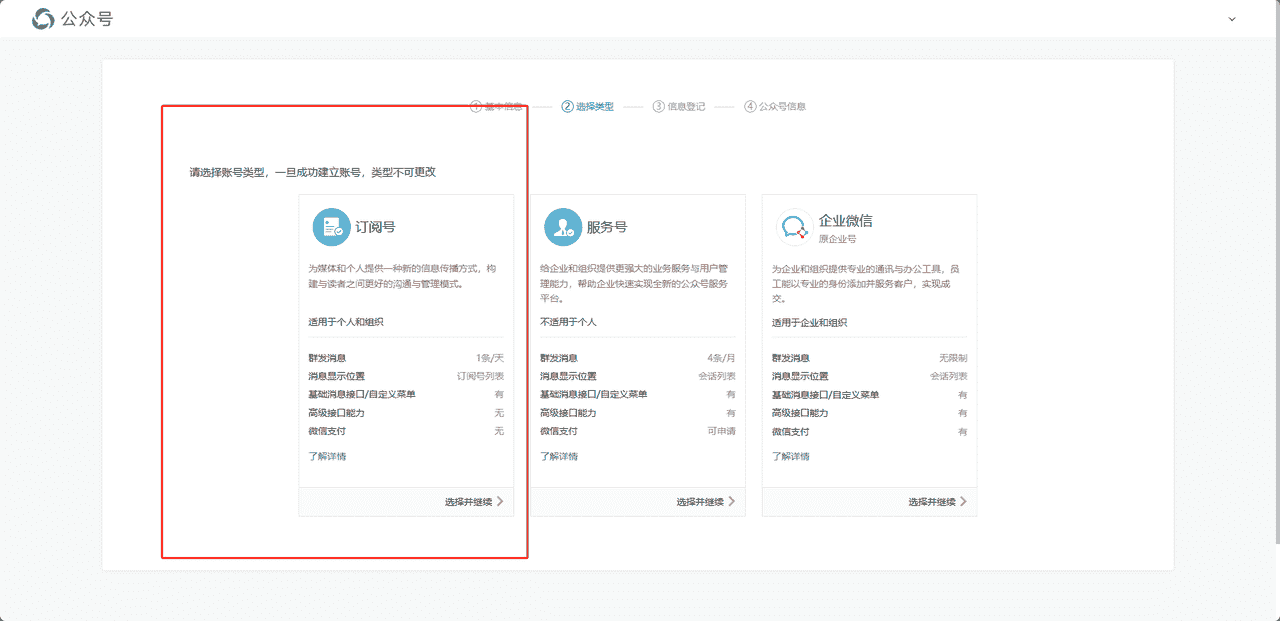 公众号
① 基本信息 ② 选择类型 ③ 信息登记 ④ 公众号信息
请选择账号类型，一旦成功建立账号，类型不可更改
订阅号
为媒体和个人提供一种新的信息传播方式，构
建与读者之间更好的沟通与管理模式。
适用于个人和组织
群发消息 1条/天
消息显示位置 订阅号列表
基础消息接口/自定义菜单 有
高级接口能力 无
微信支付 无
了解详情
选择并继续
服务号
给企业和组织提供更强大的业务服务与用户管
理能力，帮助企业快速实现全新的公众号服务
平台。
不适用于个人
群发消息 4条/月
消息显示位置 会话列表
基础消息接口/自定义菜单 有
高级接口能力 有
微信支付 可申请
了解详情
选择并继续
企业微信
原企业号
为企业和组织提供专业的通讯与办公工具，员
工能以专业的身份添加并服务客户，实现成
交。
适用于企业和组织
群发消息 无限制
消息显示位置 会话列表
基础消息接口/自定义菜单 有
高级接口能力 有
微信支付 有
了解详情
选择并继续